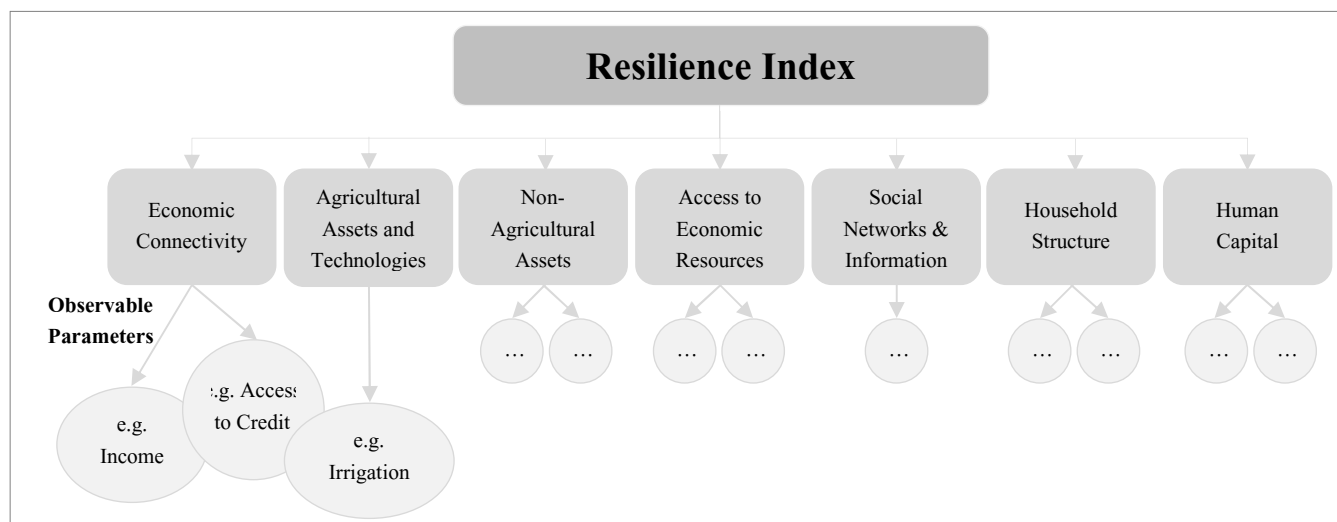 Resilience Index
Economic
Connectivity
Agricultural
Assets and
Technologies
Non-
Agricultural
Assets
Access to
Economic
Resources
Social
Networks &
Information
Household
Structure
Human
Capital
Observable
Parameters
e.g.
Income
e.g. Access
to Credit
e.g.
Irrigation
...
...
...
...
...
...
...
...
...